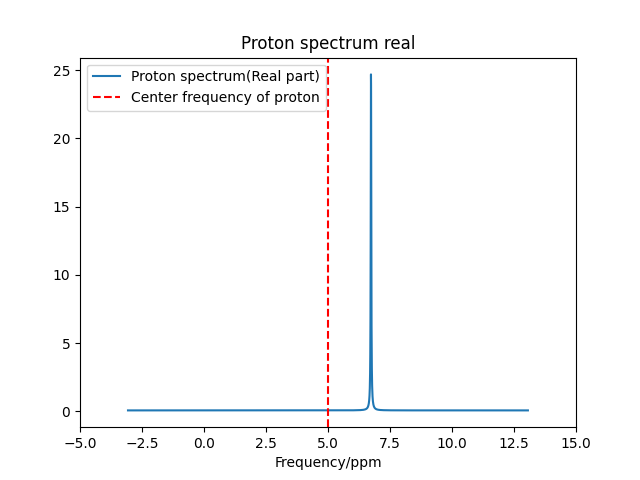 Proton spectrum real
Proton spectrum(Real part)
Center frequency of proton
25
20
15
10
5
0
−5.0 −2.5 0.0 2.5 5.0 7.5 10.0 12.5 15.0
Frequency/ppm